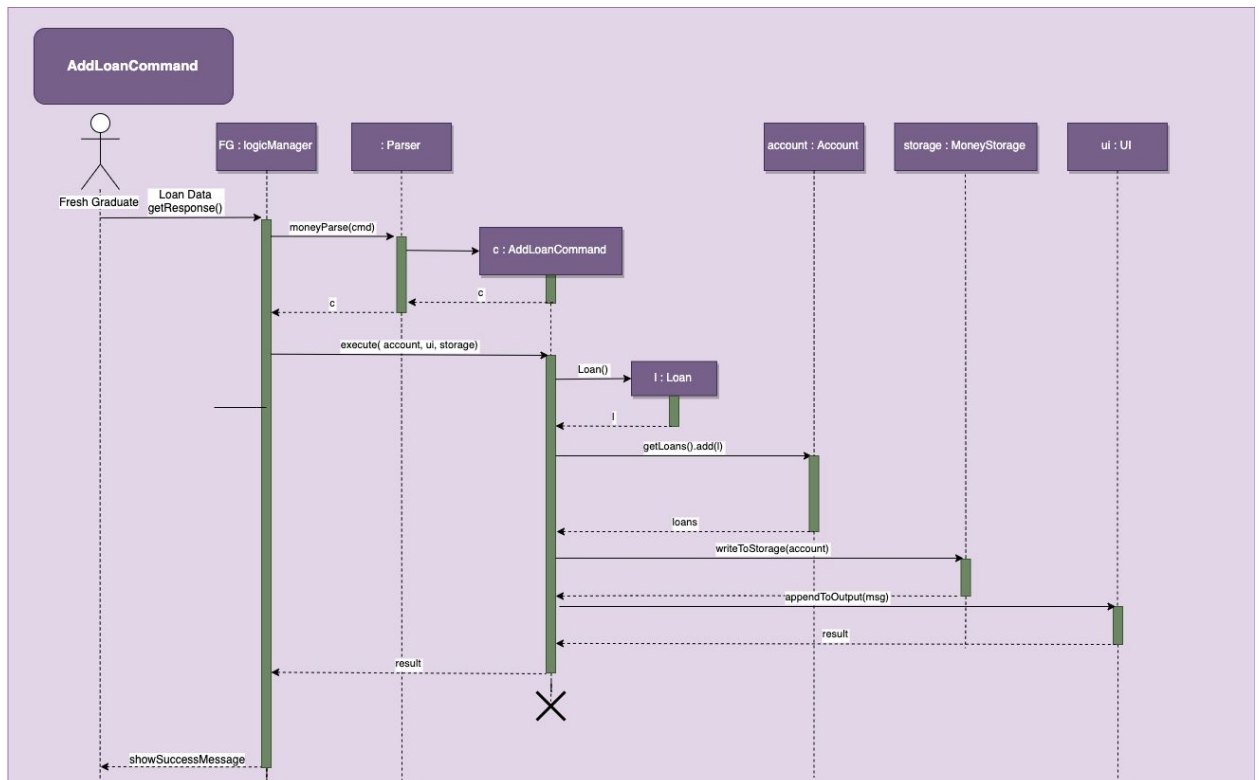 AddLoanCommand
FG : logicManager
: Parser
account : Account
storage : MoneyStorage
ui : UI
Fresh Graduate
Loan Data
getResponse()
moneyParse(cmd)
c : AddLoanCommand
c
c
execute( account, ui, storage)
Loan()
l : Loan
l
getLoans().add(l)
loans
writeToStorage(account)
appendToOutput(msg)
result
result
showSuccessMessage